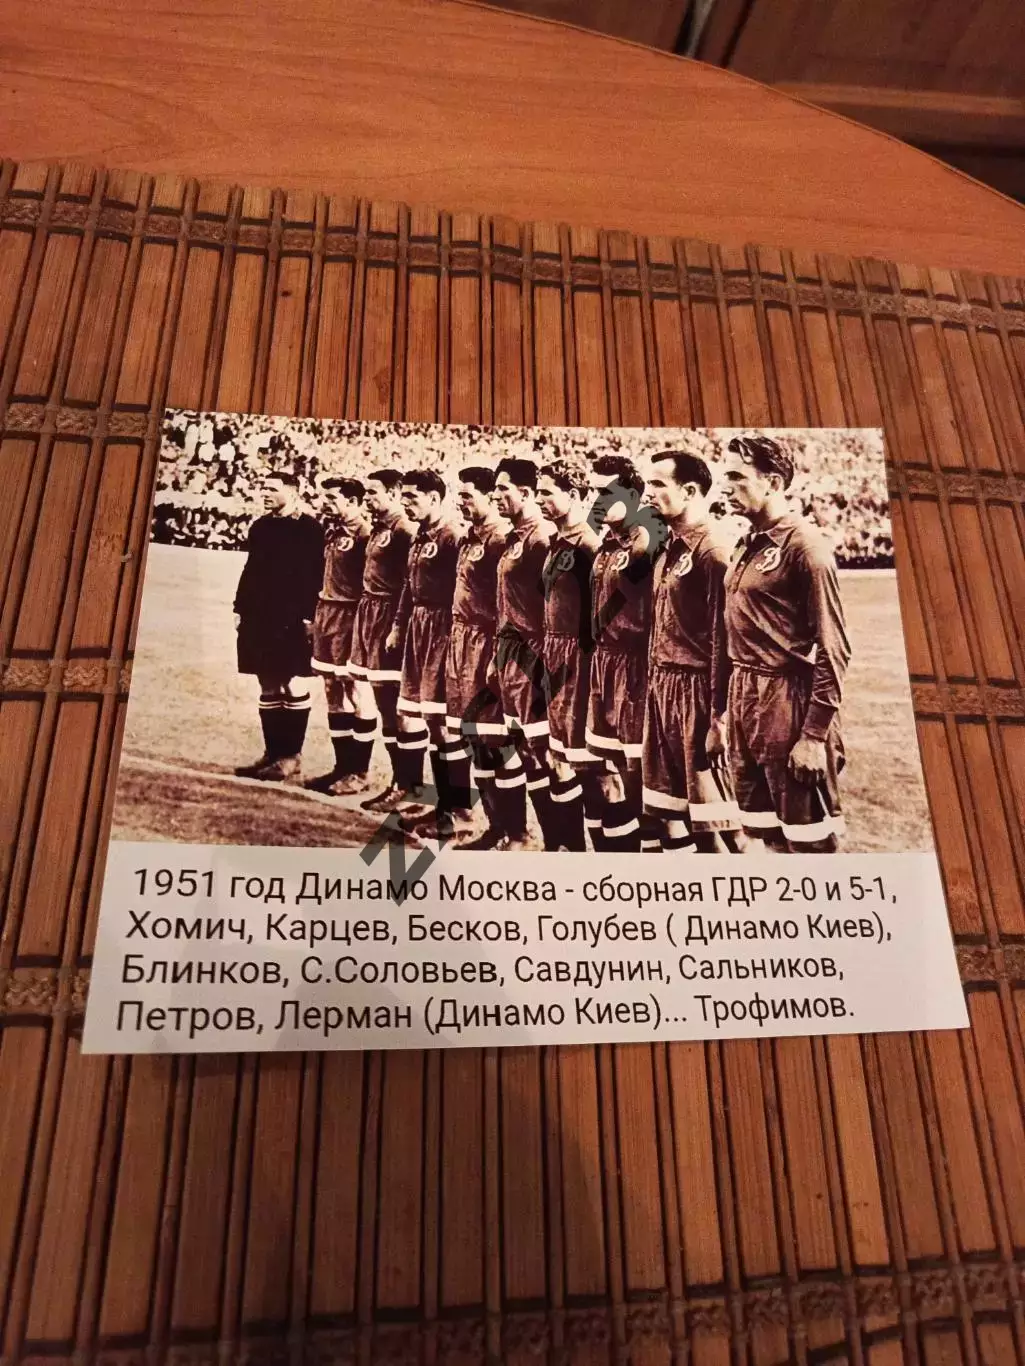 1951 год Динамо Москва - сборная ГДР 2-0 и 5-1,
Хомич, Карцев, Бесков, Голубев ( Динамо Киев),
Блинков, С.Соловьев, Савдунин, Сальников,
Петров, Лерман (Динамо Киев)... Трофимов.